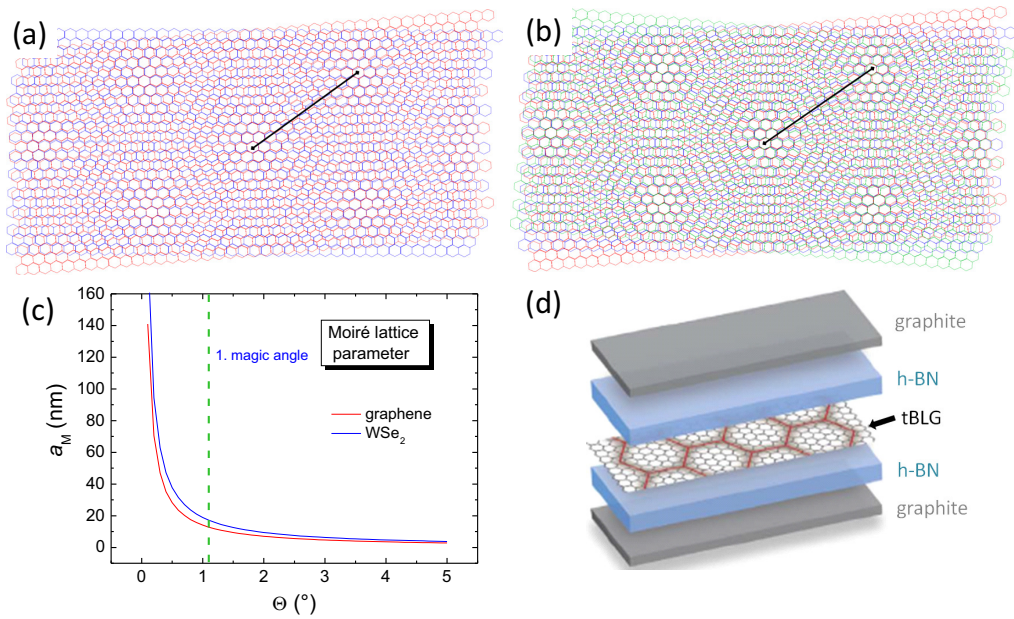 (a)
(b)
(c)
160
140
120
100
80
60
40
20
0
a_M (nm)
Moiré lattice
parameter
1. magic angle
graphene
WSe₂
0
1
2
3
4
5
Θ (°)
(d)
graphite
h-BN
tBLG
h-BN
graphite